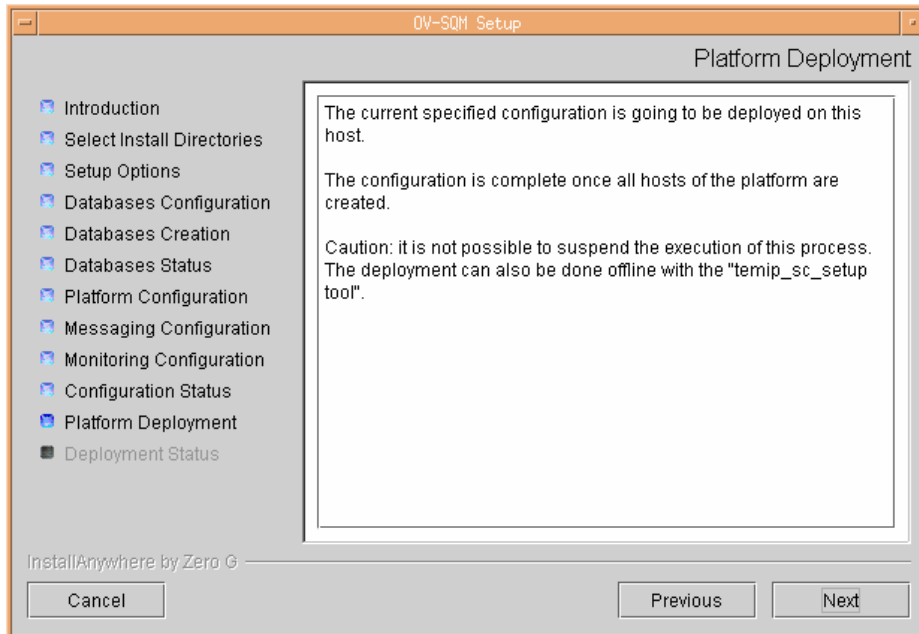 OV-SQM Setup
Platform Deployment
Introduction
Select Install Directories
Setup Options
Databases Configuration
Databases Creation
Databases Status
Platform Configuration
Messaging Configuration
Monitoring Configuration
Configuration Status
Platform Deployment
Deployment Status
The current specified configuration is going to be deployed on this
host.
The configuration is complete once all hosts of the platform are
created.
Caution: it is not possible to suspend the execution of this process.
The deployment can also be done offline with the "temip_sc_setup
tool".
InstallAnywhere by Zero G
Cancel
Previous
Next